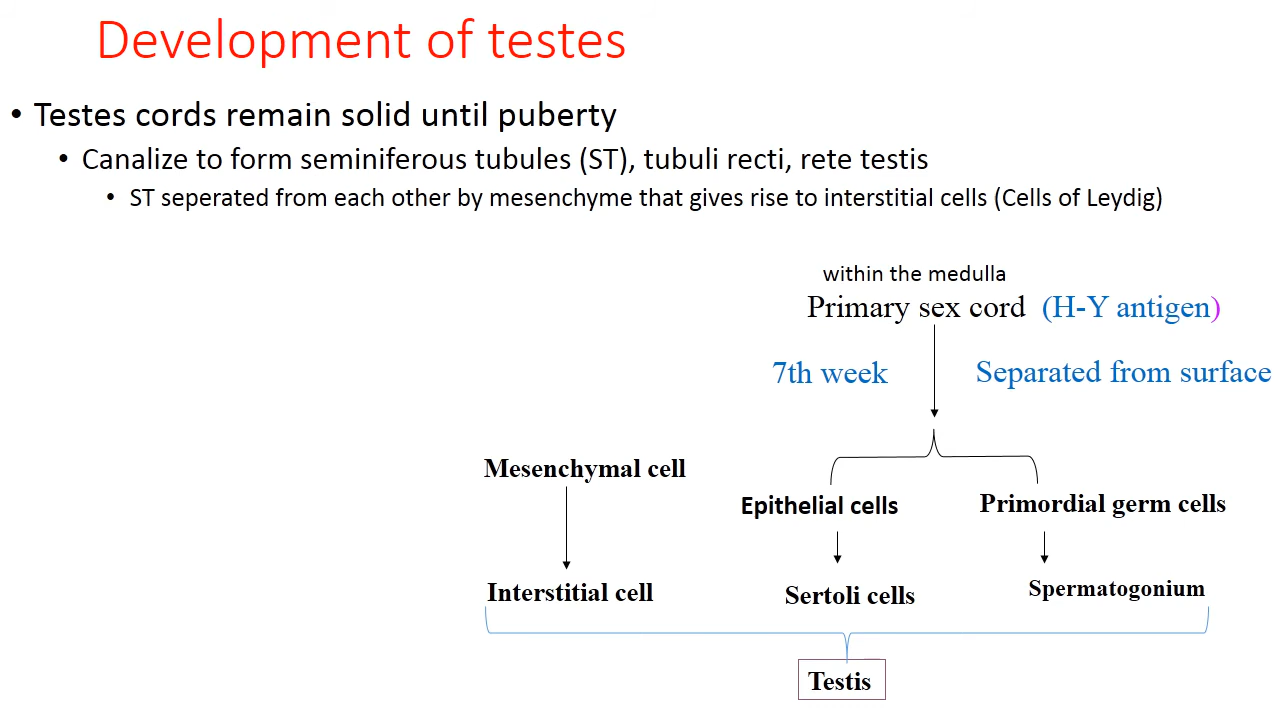 Development of testes
• Testes cords remain solid until puberty
• Canalize to form seminiferous tubules (ST), tubuli recti, rete testis
• ST seperated from each other by mesenchyme that gives rise to interstitial cells (Cells of Leydig)
within the medulla
Primary sex cord (H-Y antigen)
7th week Separated from surface
Mesenchymal cell
Epithelial cells Primordial germ cells
Interstitial cell Sertoli cells Spermatogonium
Testis